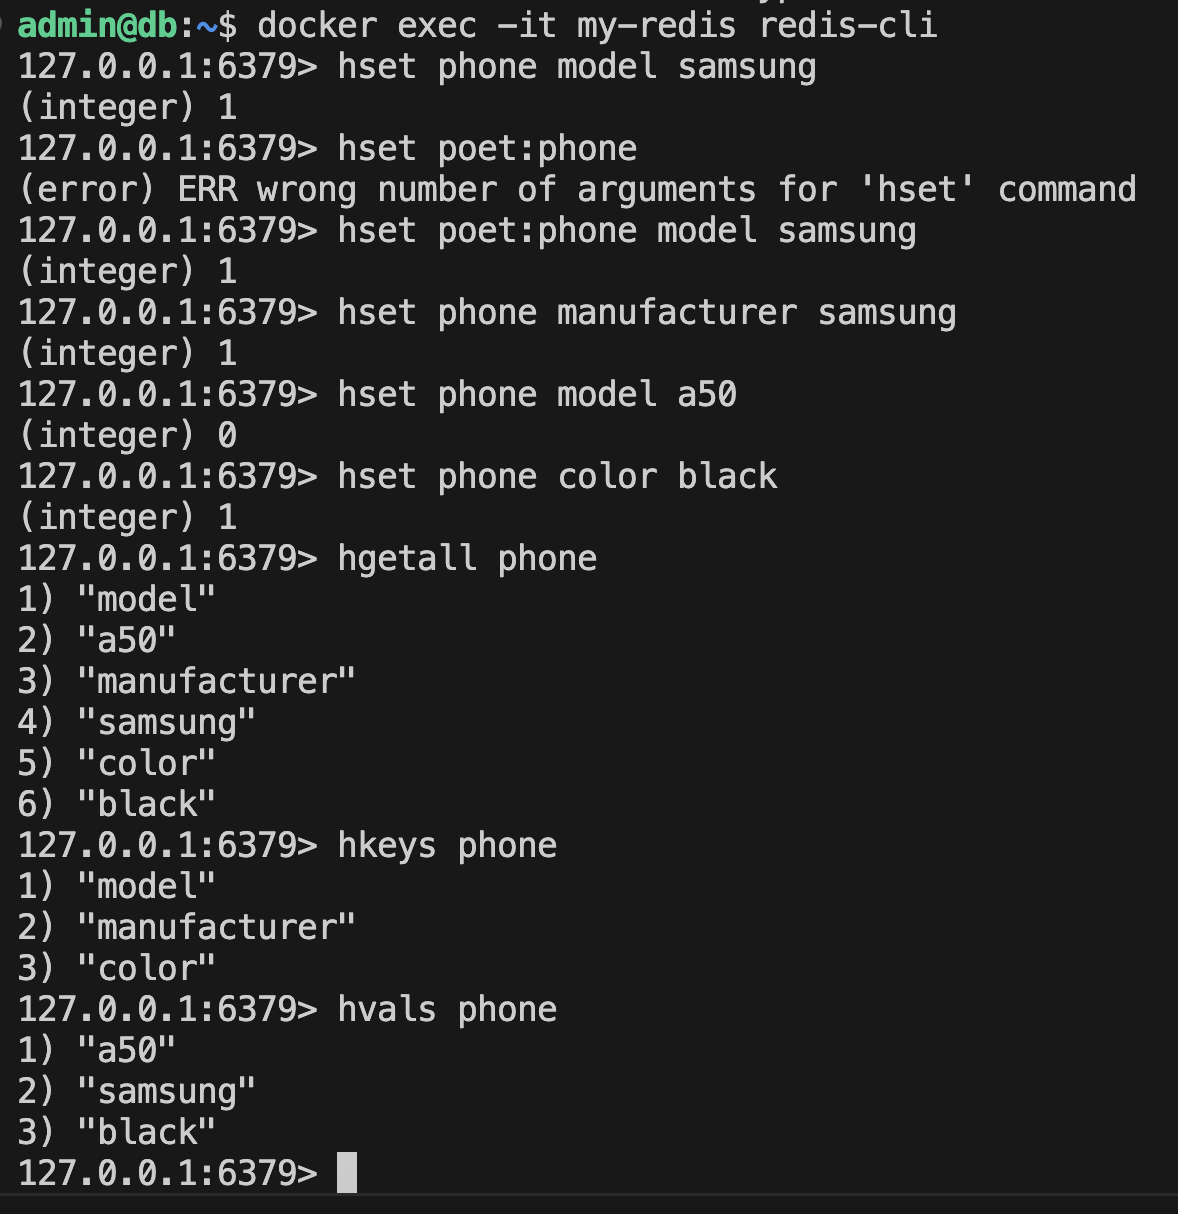 admin@db:~$ docker exec -it my-redis redis-cli
127.0.0.1:6379> hset phone model samsung
(integer) 1
127.0.0.1:6379> hset poet:phone
(error) ERR wrong number of arguments for 'hset' command
127.0.0.1:6379> hset poet:phone model samsung
(integer) 1
127.0.0.1:6379> hset phone manufacturer samsung
(integer) 1
127.0.0.1:6379> hset phone model a50
(integer) 0
127.0.0.1:6379> hset phone color black
(integer) 1
127.0.0.1:6379> hgetall phone
1) "model"
2) "a50"
3) "manufacturer"
4) "samsung"
5) "color"
6) "black"
127.0.0.1:6379> hkeys phone
1) "model"
2) "manufacturer"
3) "color"
127.0.0.1:6379> hvals phone
1) "a50"
2) "samsung"
3) "black"
127.0.0.1:6379>